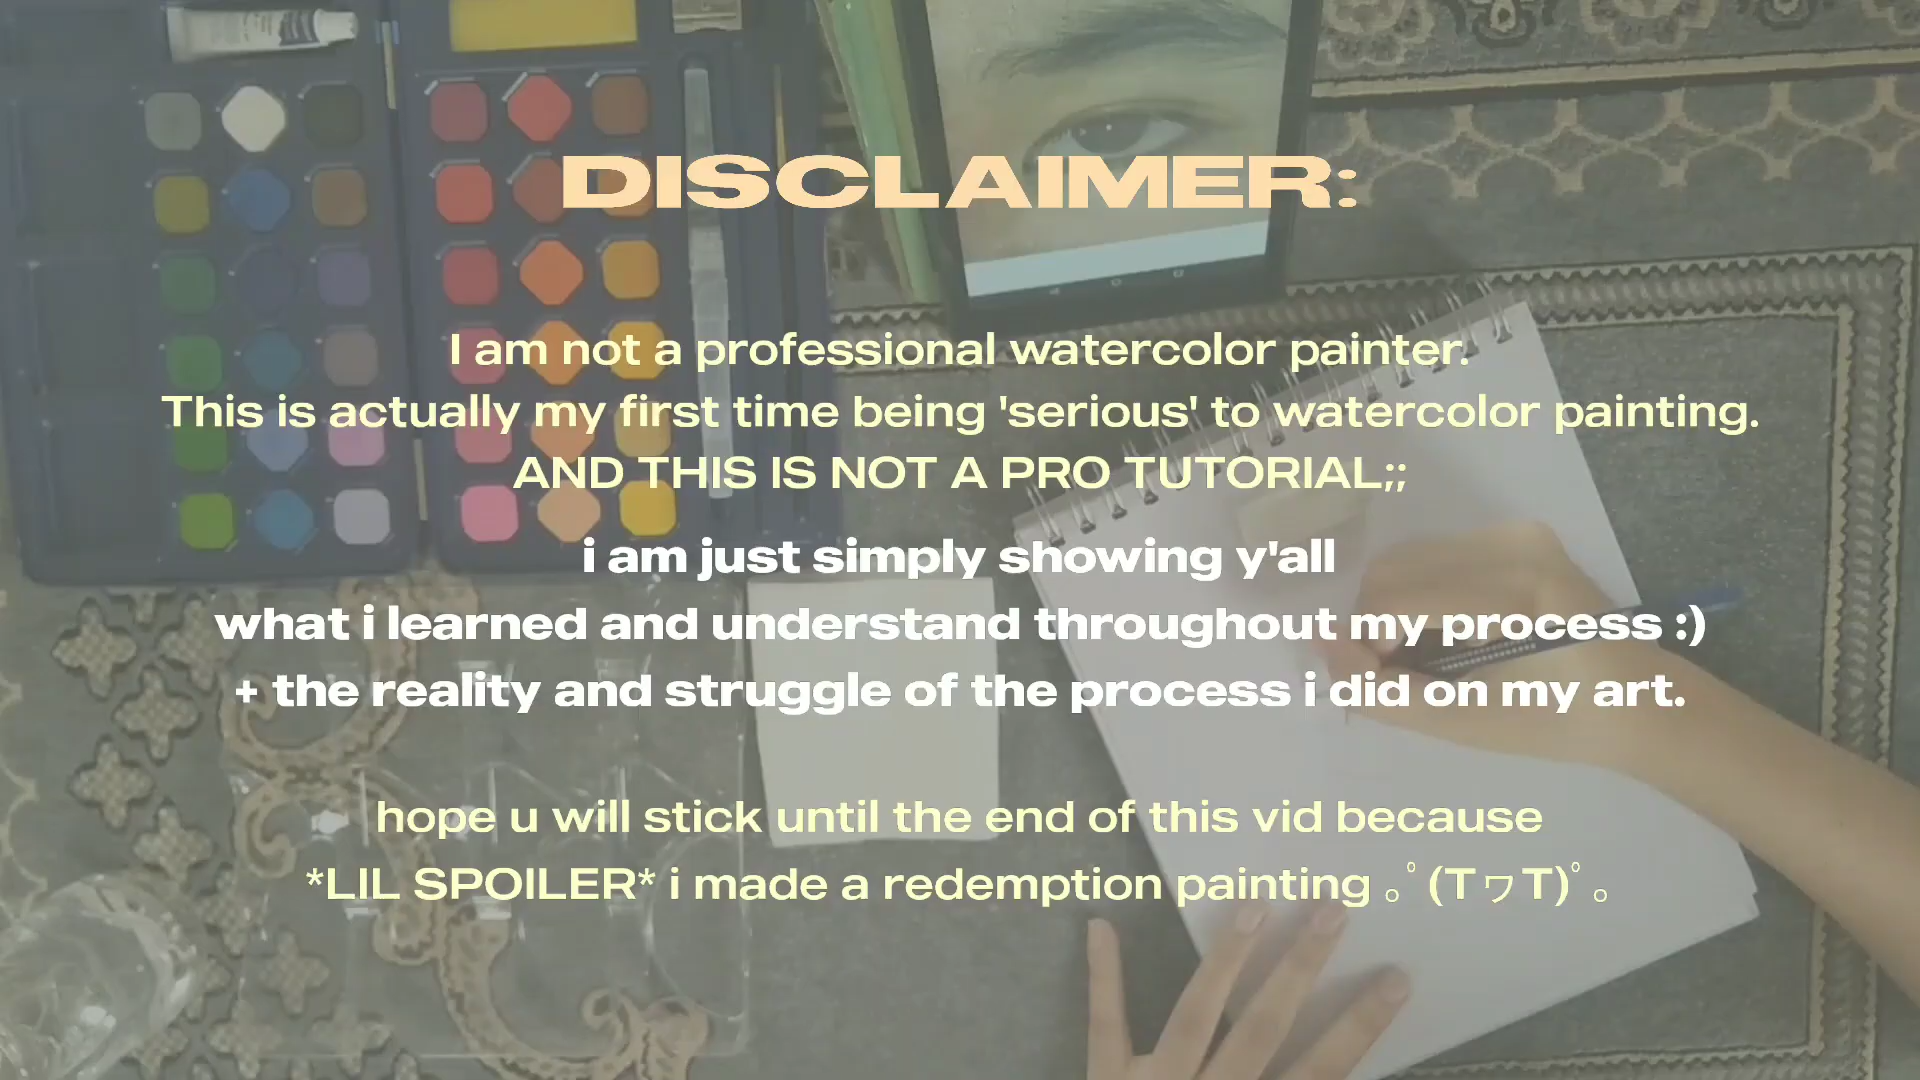 DISCLAIMER:
I am not a professional watercolor painter.
This is actually my first time being 'serious' to watercolor painting.
AND THIS IS NOT A PRO TUTORIAL;;
i am just simply showing y'all
what i learned and understand throughout my process :)
+ the reality and struggle of the process i did on my art.
hope u will stick until the end of this vid because
*LIL SPOILER* i made a redemption painting ｡ﾟ(TヮT)ﾟ｡